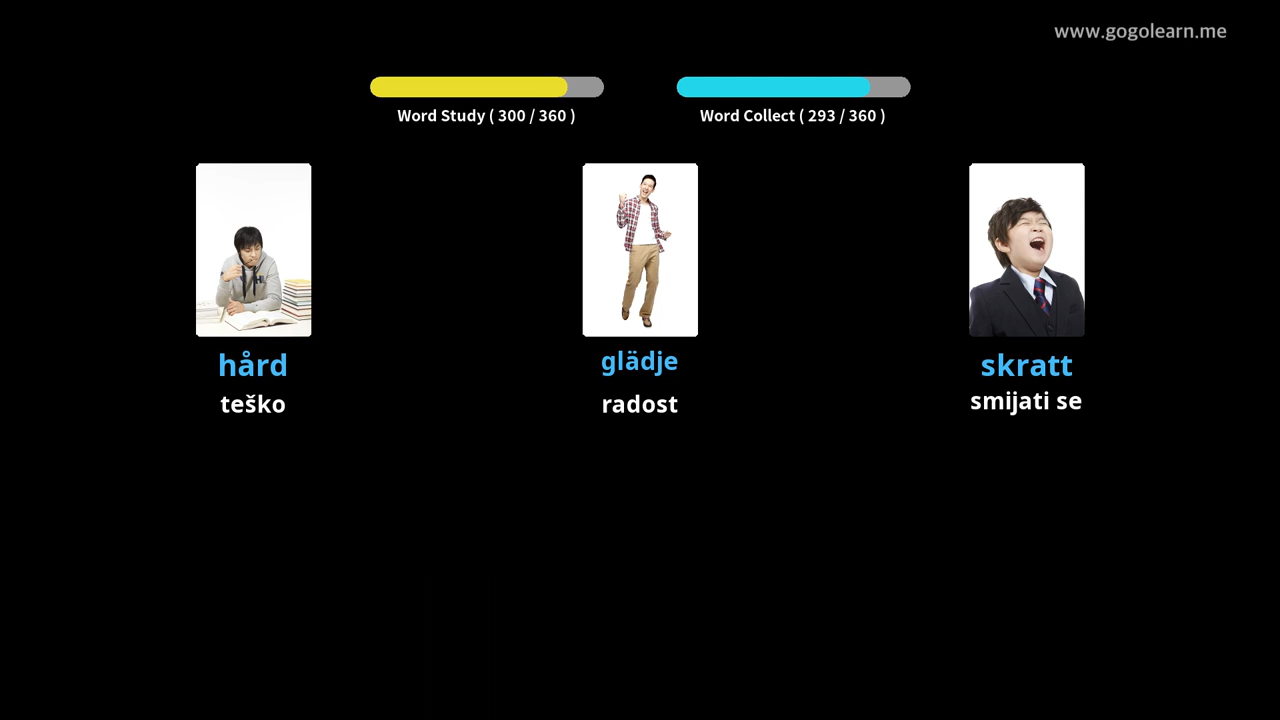 www.gogolearn.me
Word Study ( 300 / 360 )
Word Collect ( 293 / 360 )
hård
glädje
skratt
teško
radost
smijati se